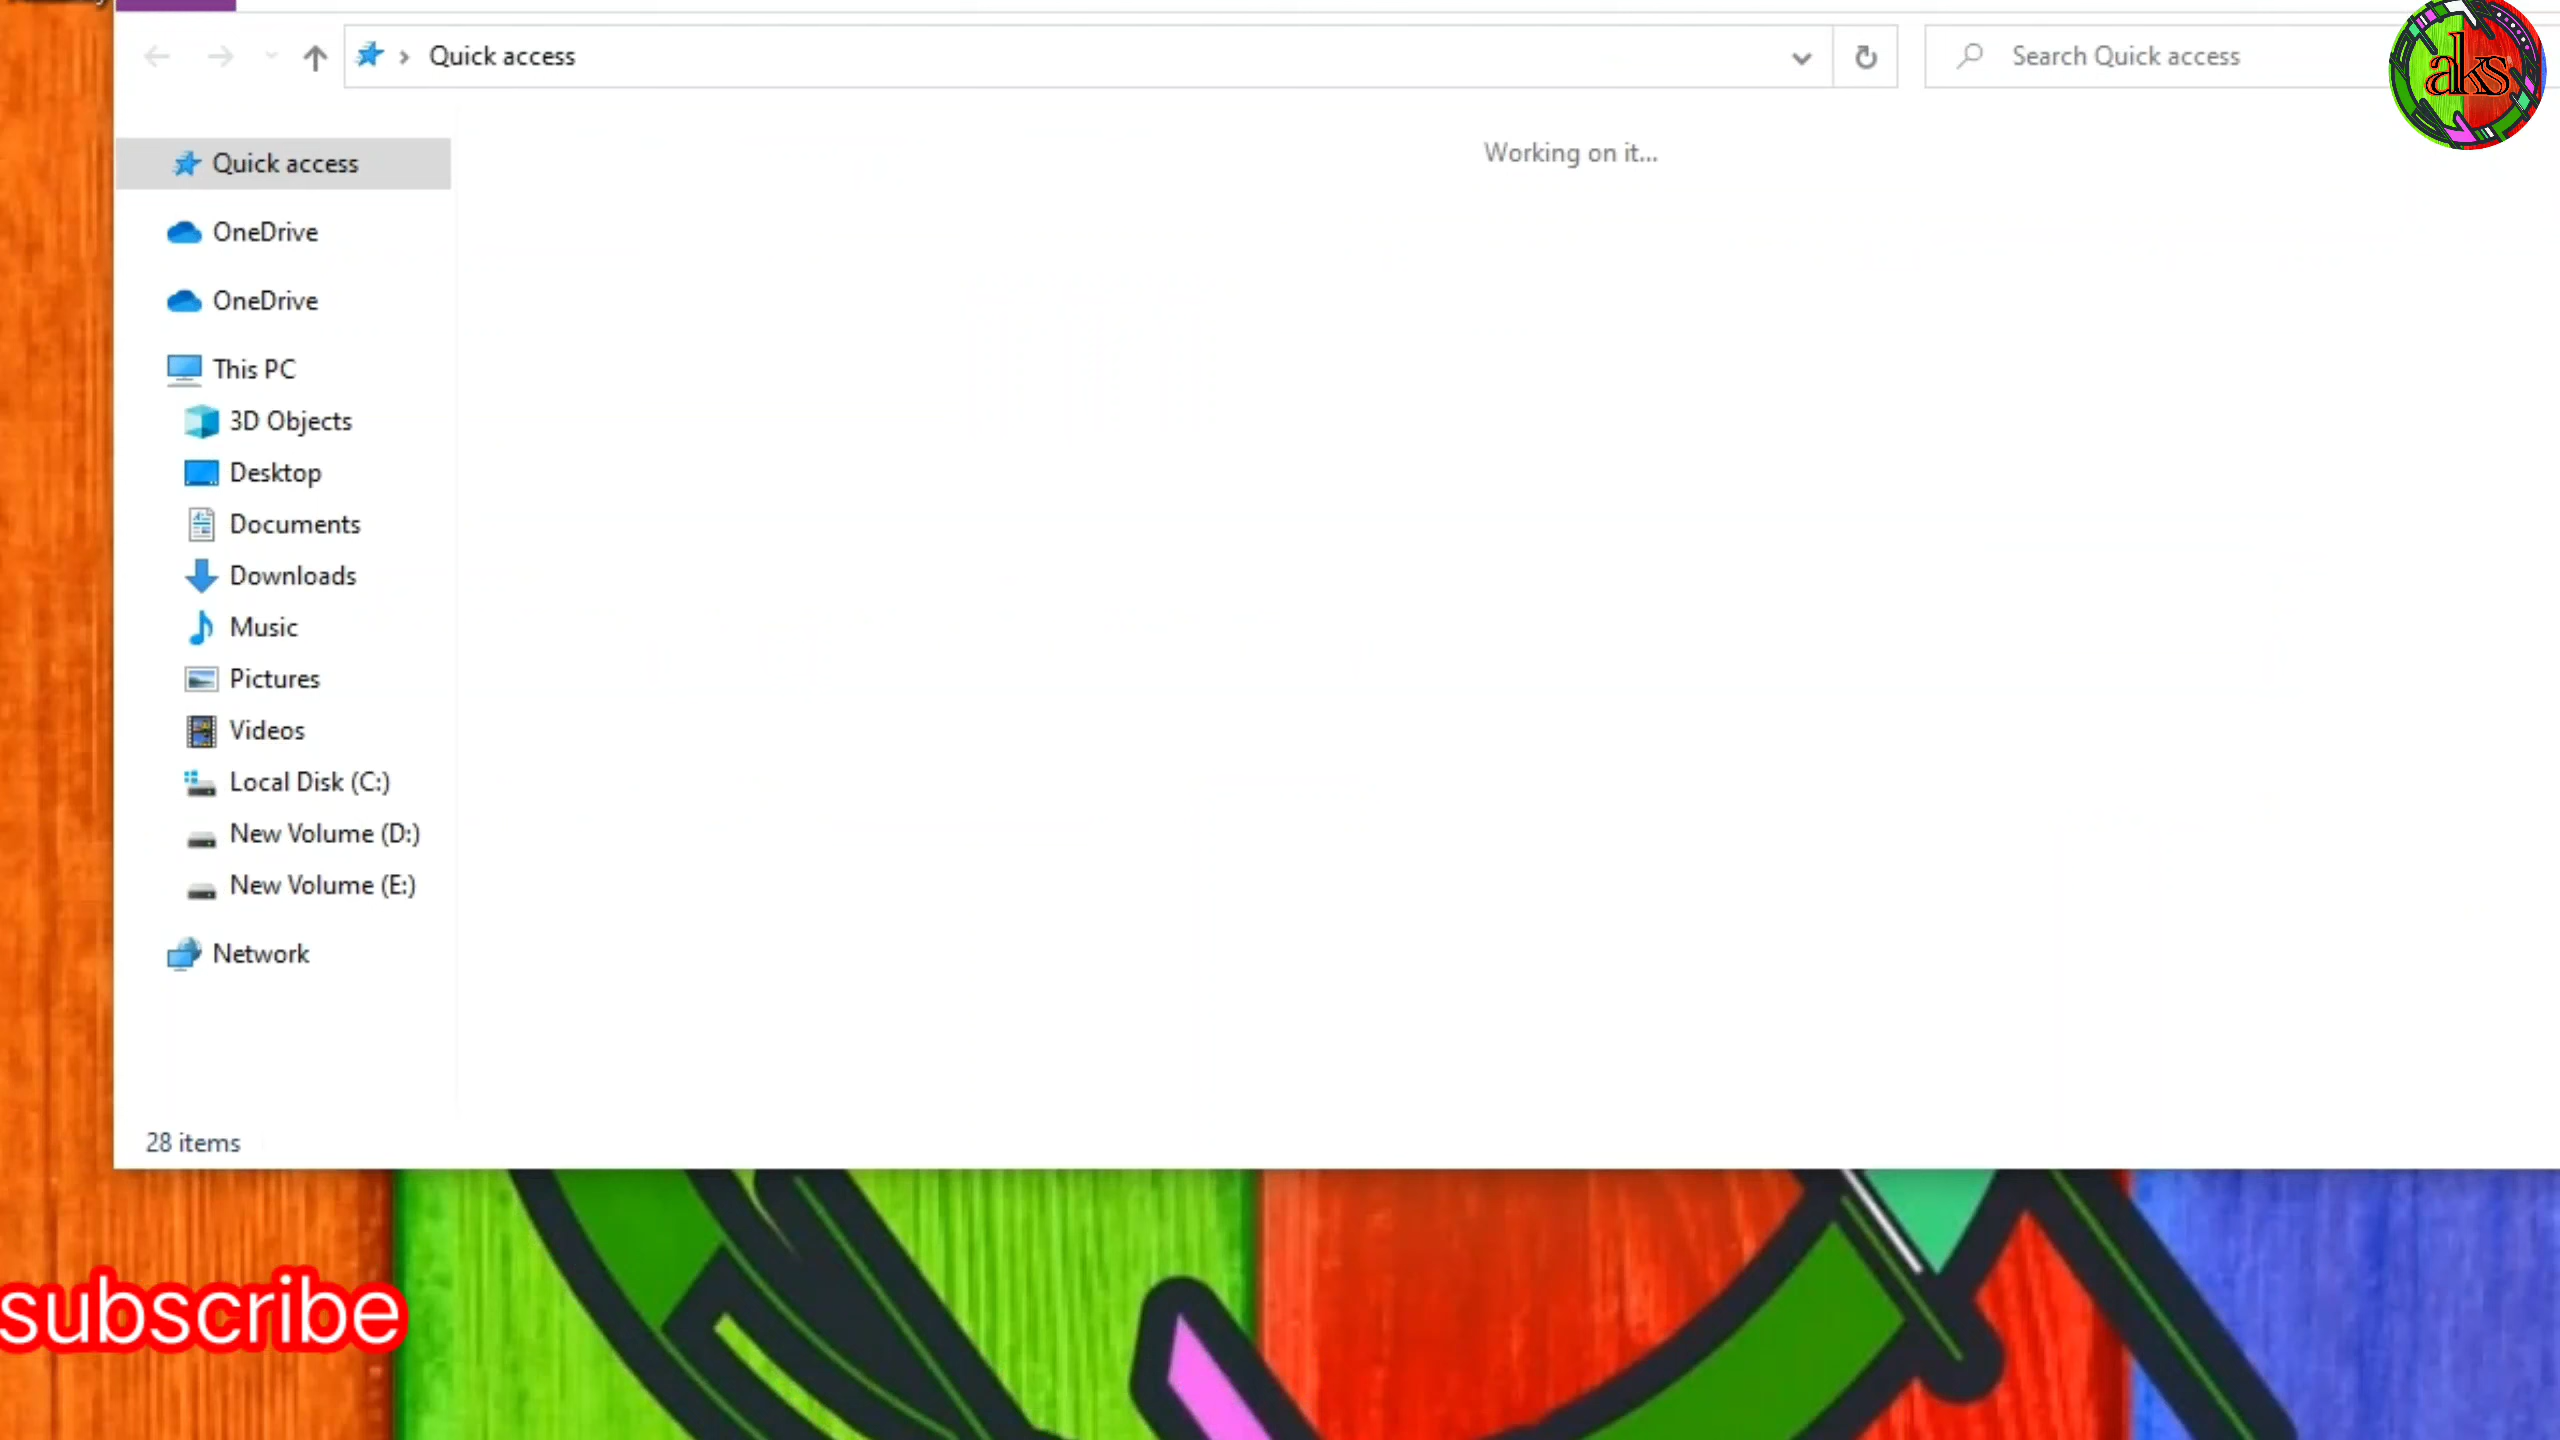 Quick access
Search Quick access
aks
Working on it...
Quick access
OneDrive
OneDrive
This PC
3D Objects
Desktop
Documents
Downloads
Music
Pictures
Videos
Local Disk (C:)
New Volume (D:)
New Volume (E:)
Network
28 items
subscribe